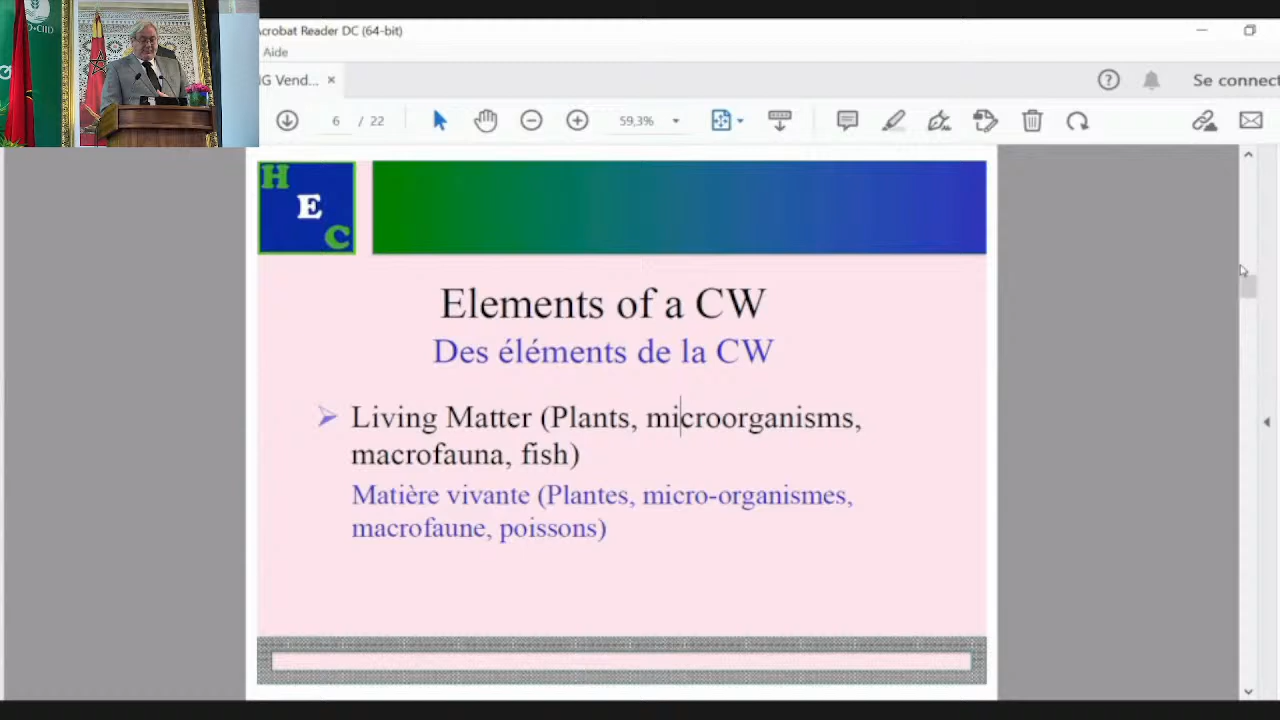 Acrobat Reader DC (64-bit)
Aide
G Vend...
Se connect
6 / 22
59,3%
H
E
C
Elements of a CW
Des éléments de la CW
Living Matter (Plants, microorganisms,
macrofauna, fish)
Matière vivante (Plantes, micro-organismes,
macrofaune, poissons)